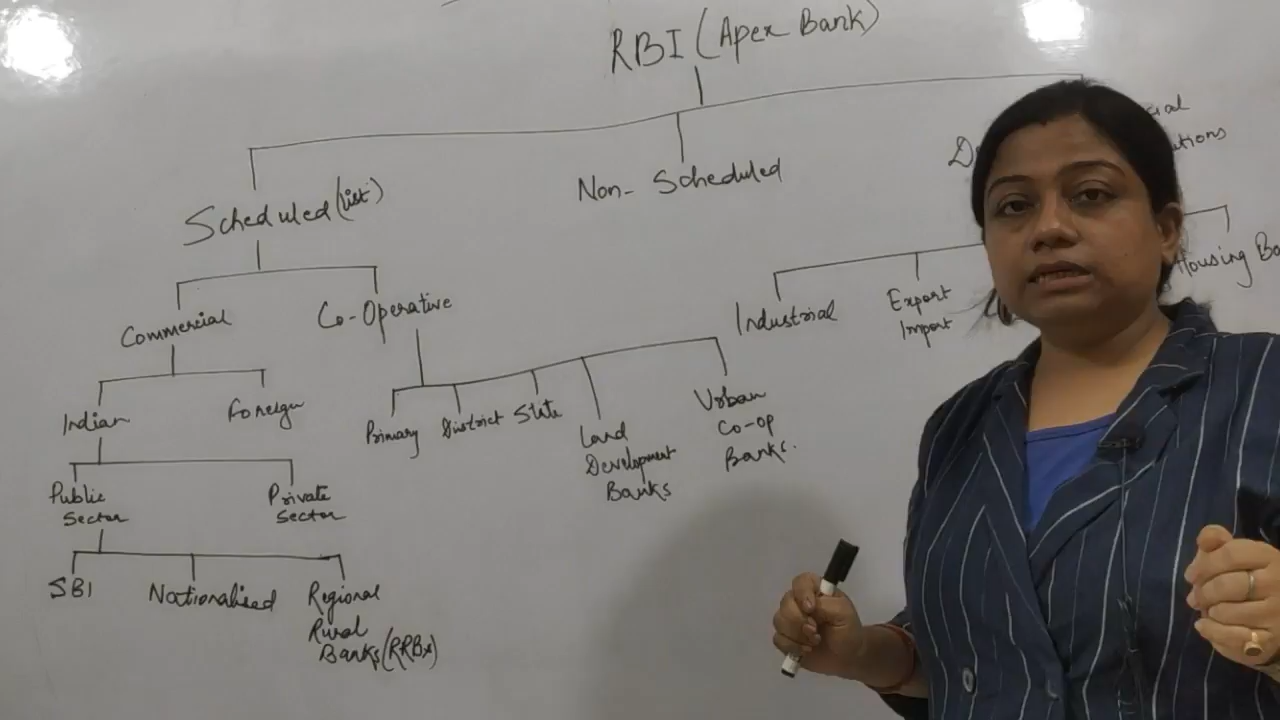 RBI (Apex Bank)
Scheduled (list)
Non-Scheduled
Commercial
Co-Operative
Industrial
Export
Import
Housing
Indian
Foreign
Primary
District
State
Land
Development
Banks
Urban
Co-op
Banks.
Public
Sector
Private
Sector
SBI
Nationalised
Regional
Rural
Banks (RRBs)